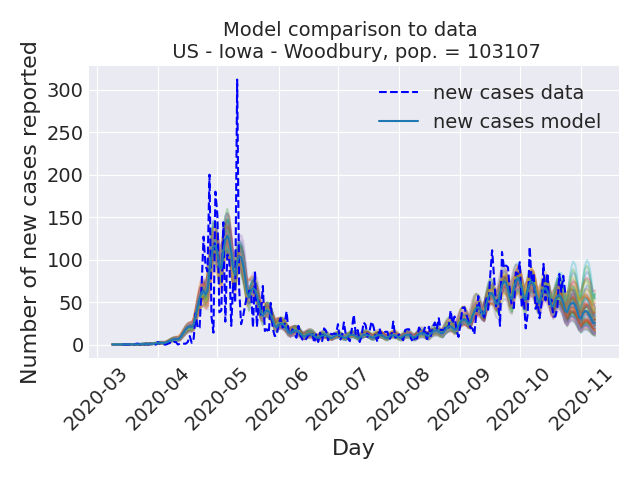 Model comparison to data
US - Iowa - Woodbury, pop. = 103107
Number of new cases reported
300
250
200
150
100
50
0
new cases data
new cases model
2020-03
2020-04
2020-05
2020-06
2020-07
2020-08
2020-09
2020-10
2020-11
Day